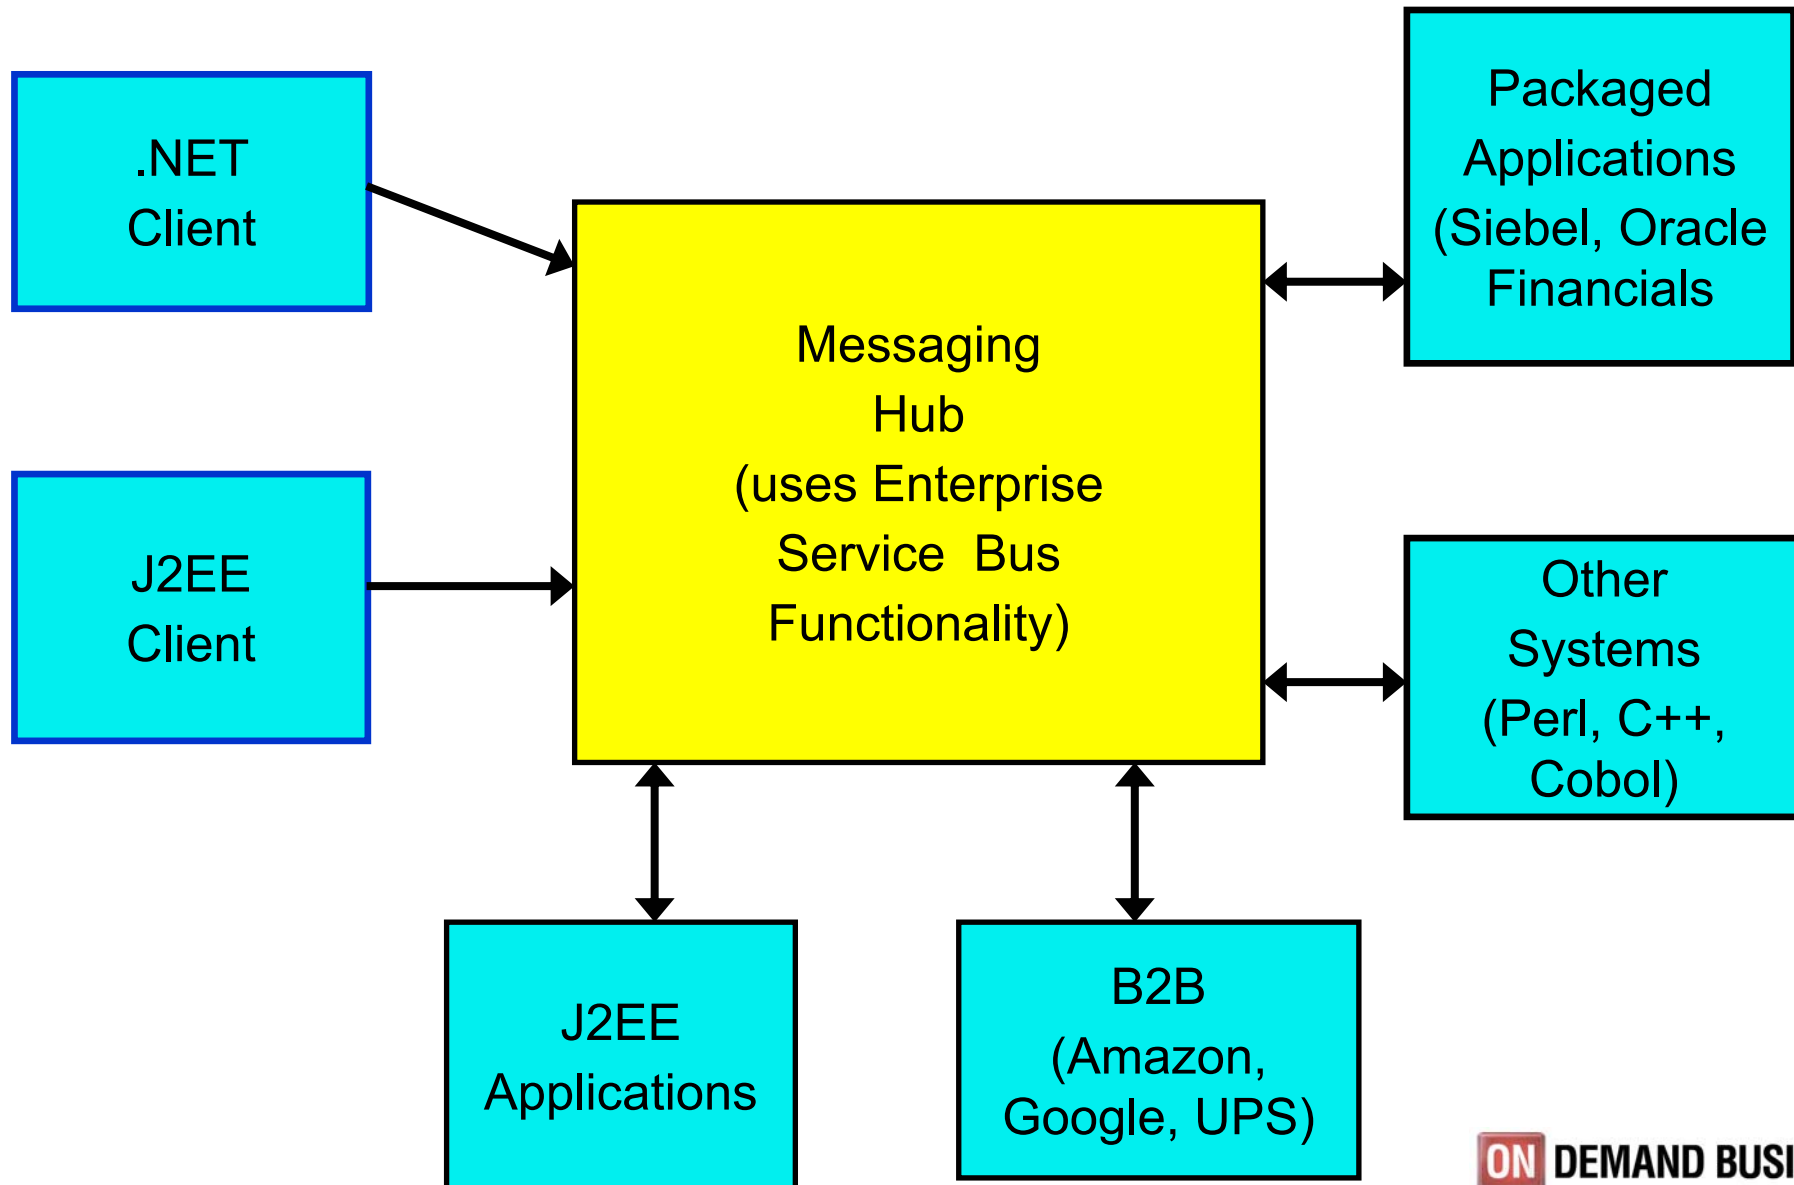 .NET
Client
Packaged
Applications
(Siebel, Oracle
Financials
Messaging
Hub
(uses Enterprise
Service  Bus
Functionality)
J2EE
Client
Other
Systems
(Perl, C++,
Cobol)
J2EE
Applications
B2B
(Amazon,
Google, UPS)
ON DEMAND BUSI